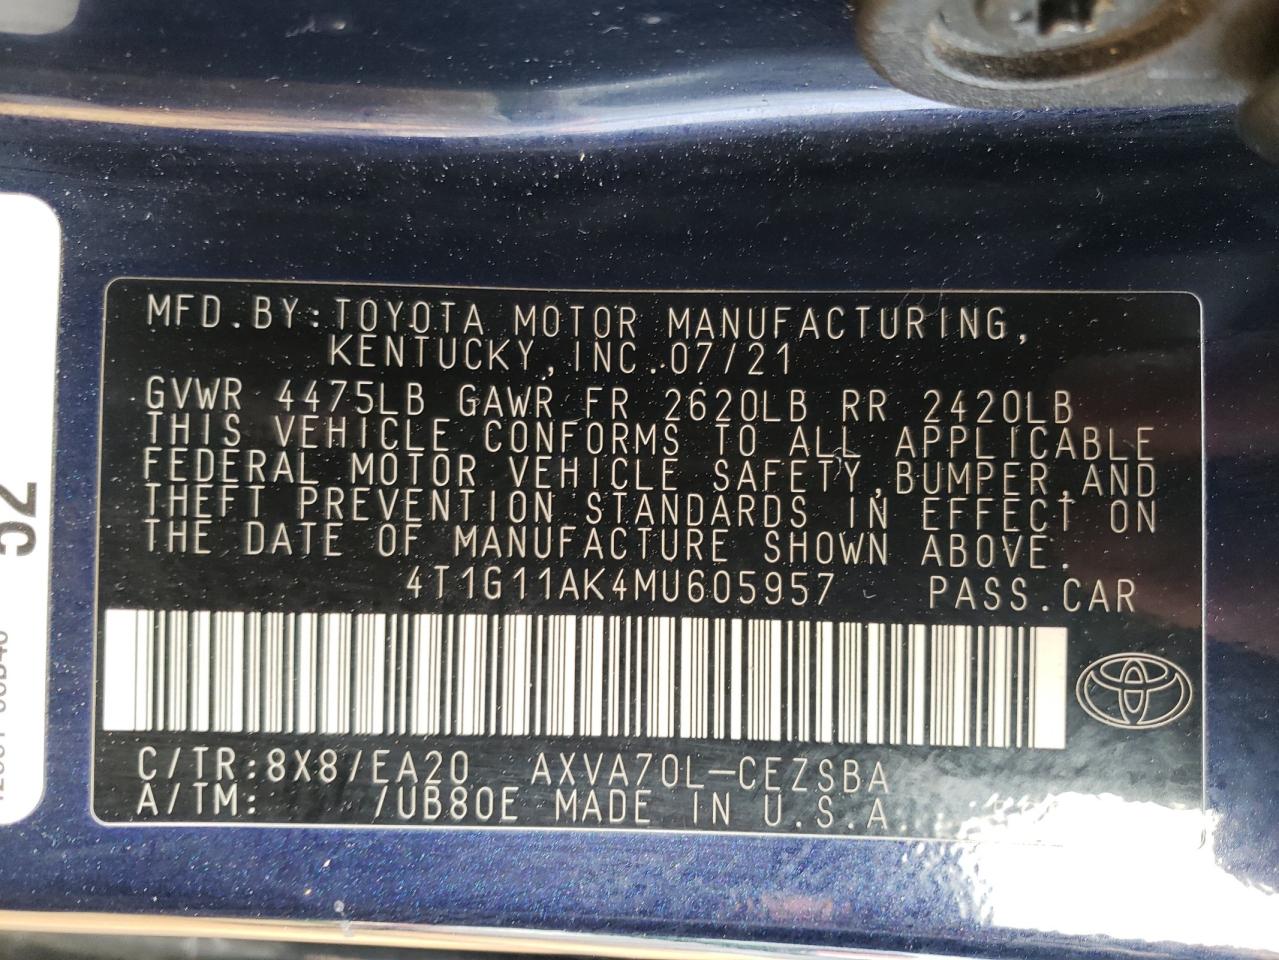 MFD.BY:TOYOTA MOTOR MANUFACTURING,
KENTUCKY,INC.07/21
GVWR 4475LB GAWR FR 2620LB RR 2420LB
THIS VEHICLE CONFORMS TO ALL APPLICABLE
FEDERAL MOTOR VEHICLE SAFETY,BUMPER,AND
THEFT PREVENTION STANDARDS IN EFFECT ON
THE DATE OF MANUFACTURE SHOWN ABOVE.
4T1G11AK4MU605957 PASS.CAR
C/TR:8X8/EA20 AXVA70L-CEZSBA
A/TM: /UB80E MADE IN U.S.A.
52